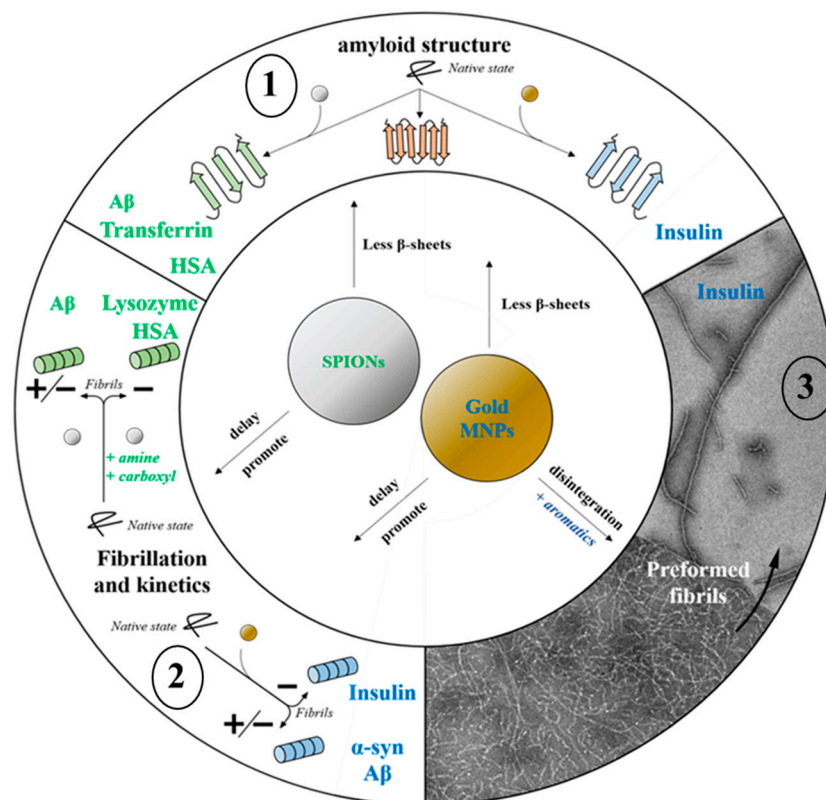 amyloid structure
1
Native state
Aβ
Transferrin
HSA
Insulin
Less β-sheets
Less β-sheets
SPIONs
Gold
MNPs
delay
promote
delay
promote
disintegration
+ aromatics
Aβ
Lysozyme
HSA
+/−
Fibrils
−
+ amine
+ carboxyl
Native state
Fibrillation
and kinetics
Native state
2
−
Insulin
+/−
Fibrils
α-syn
Aβ
Insulin
3
Preformed
fibrils